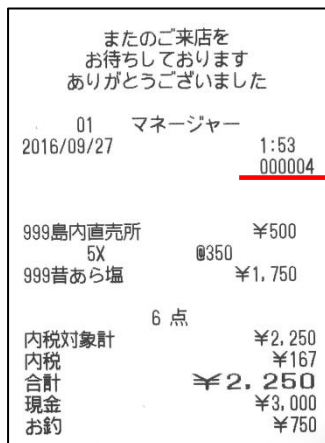 またのご来店を
お待ちしております
ありがとうございました
01 マネージャー
2016/09/27 1:53
000004
999島内直売所 ¥500
5X @350
999昔あら塩 ¥1,750
6 点
内税対象計 ¥2,250
内税 ¥167
合計 ¥2,250
現金 ¥3,000
お釣 ¥750